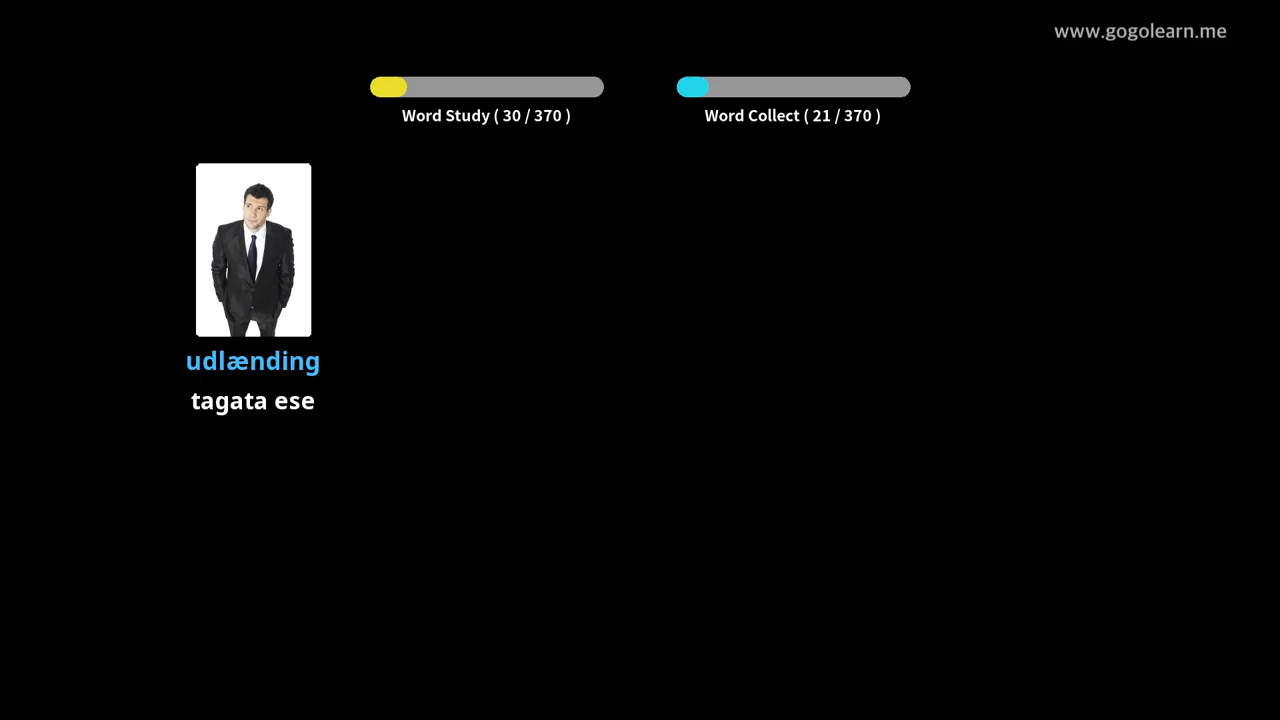 www.gogolearn.me
Word Study ( 30 / 370 )
Word Collect ( 21 / 370 )
udlænding
tagata ese